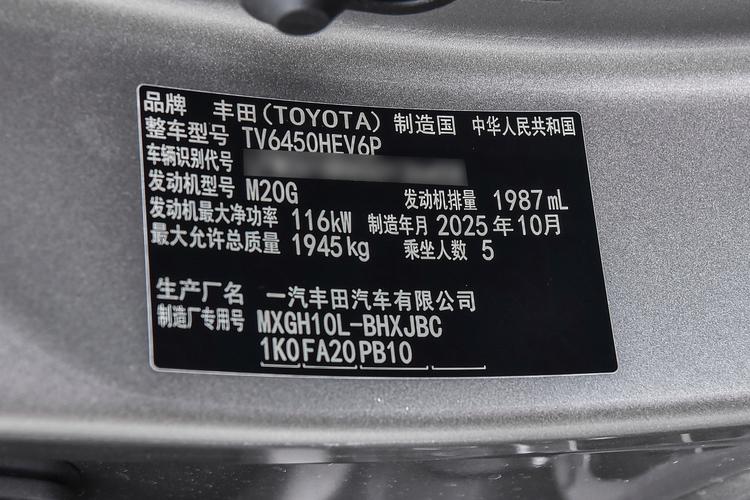 品牌 丰田(TOYOTA) 制造国 中华人民共和国
整车型号 TV6450HEV6P
车辆识别代号
发动机型号 M20G 发动机排量 1987 mL
发动机最大净功率 116kW 制造年月 2025 年 10 月
最大允许总质量 1945 kg 乘坐人数 5
生产厂名 一汽丰田汽车有限公司
制造厂专用号 MXGH10L-BHXJBC
1K0 FA20 PB10